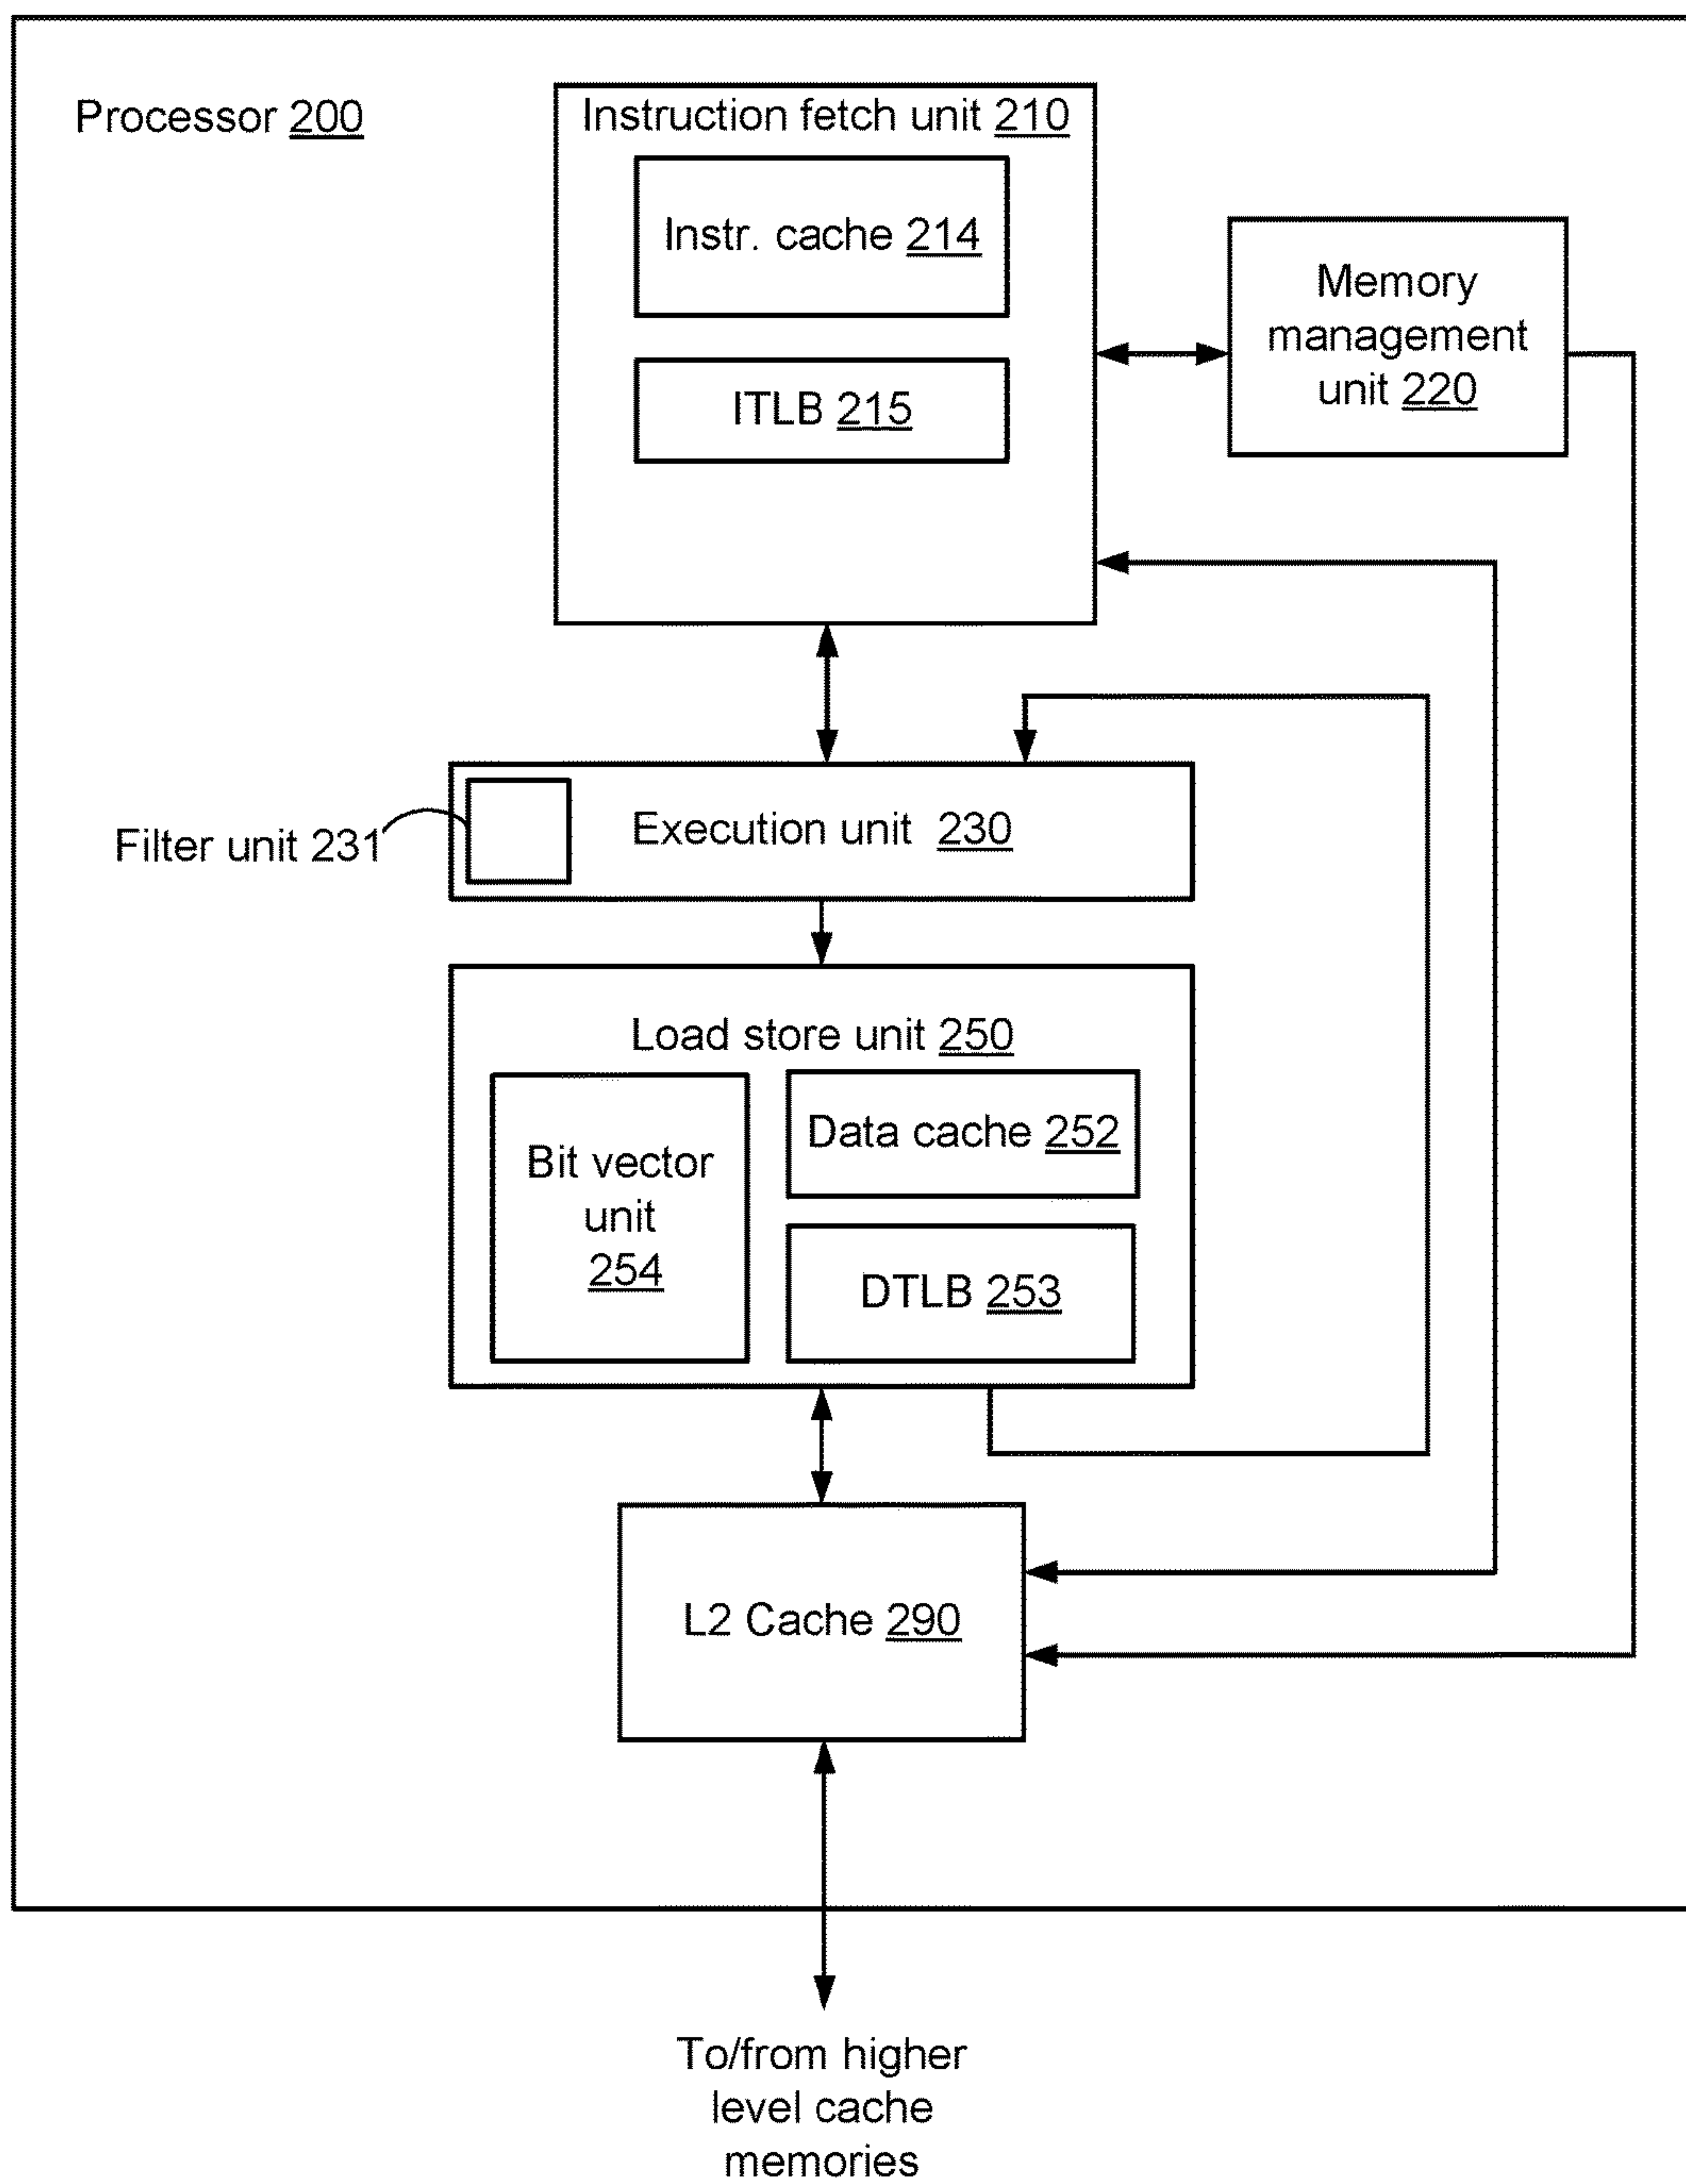 Processor 200
Instruction fetch unit 210
Instr. cache 214
ITLB 215
Memory
management
unit 220
Filter unit 231
Execution unit 230
Load store unit 250
Bit vector
unit
254
Data cache 252
DTLB 253
L2 Cache 290
To/from higher
level cache
memories